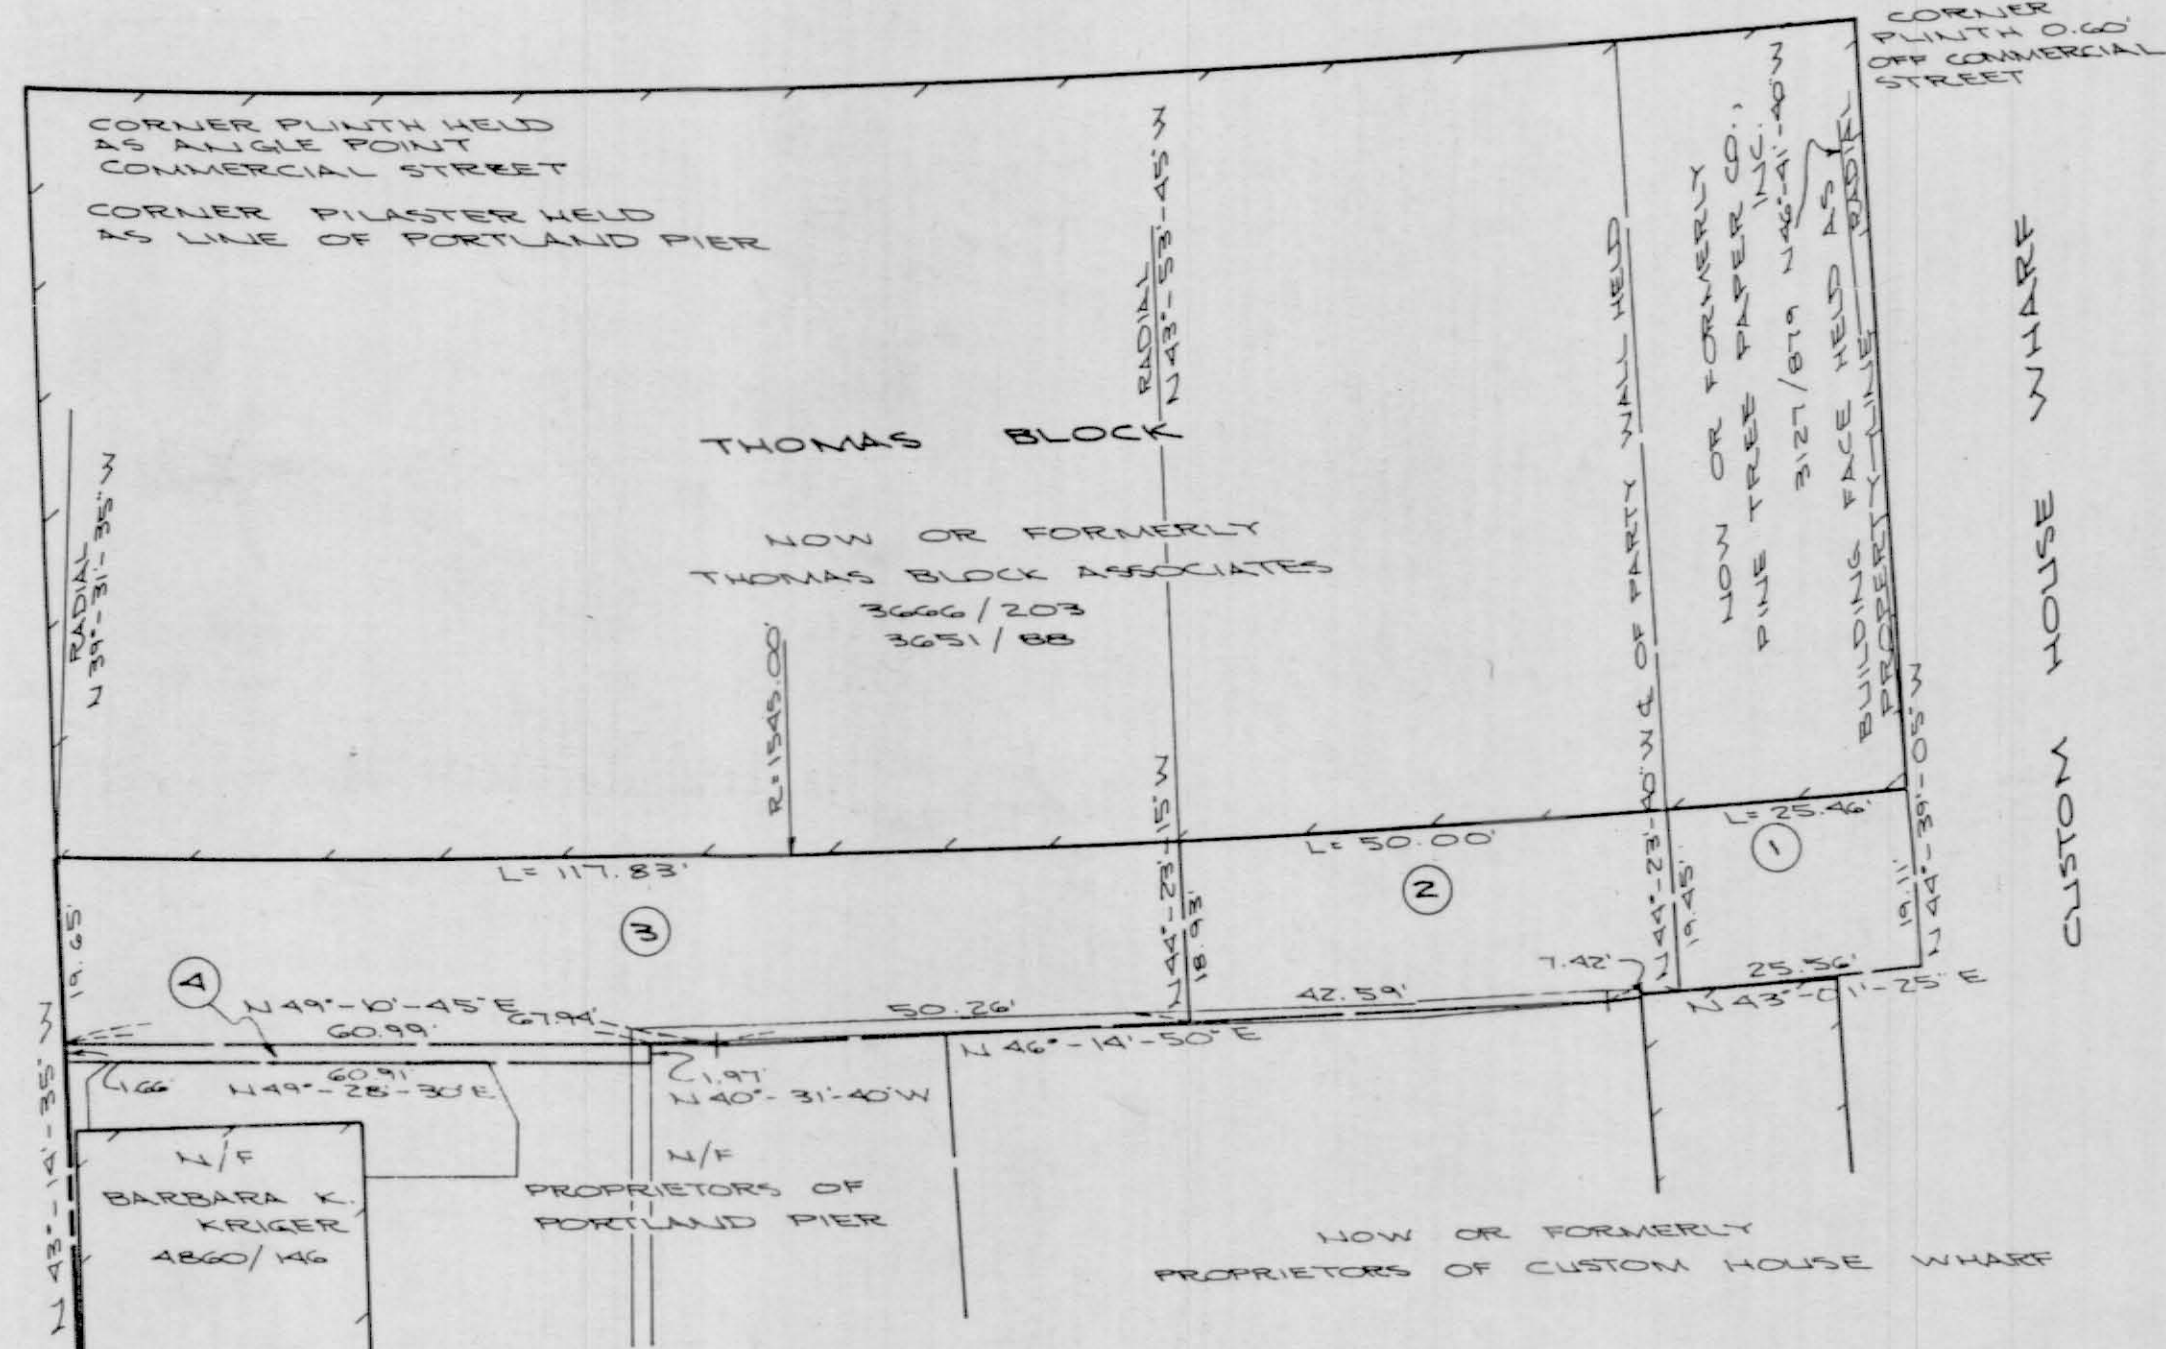 CORNER
PLINTH 0.60'
OFF COMMERCIAL
STREET
CORNER PLINTH HELD
AS ANGLE POINT
COMMERCIAL STREET
CORNER PILASTER HELD
AS LINE OF PORTLAND PIER
RADIAL
N 39°-31'-35" W
RADIAL
N 43°-53'-45" W
THOMAS BLOCK
NOW OR FORMERLY
THOMAS BLOCK ASSOCIATES
3666/203
3651/88
R=1545.00'
N 44°-23'-40" W ℄ OF PARTY WALL HELD
NOW OR FORMERLY
PINE TREE PAPER CO.,
INC.
3127/879 N 46°-41'-40" W
BUILDING FACE HELD AS RADIAL
PROPERTY LINE
CUSTOM HOUSE WHARF
L= 117.83'
L= 50.00'
L= 25.46'
1
2
3
4
19.65'
N 44°-23'-15" W
18.93'
19.45'
19.11'
N 44°-39'-05" W
N 49°-10'-45" E
60.99'
67.94'
50.26'
42.59'
7.42'
25.56'
N 43°-01'-25" E
N 46°-14'-50" E
1.66'
60.91'
N 49°-28'-30" E
1.97'
N 40°-31'-40" W
N 43°-14'-35" W
N/F
BARBARA K.
KRIGER
4860/146
N/F
PROPRIETORS OF
PORTLAND PIER
NOW OR FORMERLY
PROPRIETORS OF CUSTOM HOUSE WHARF